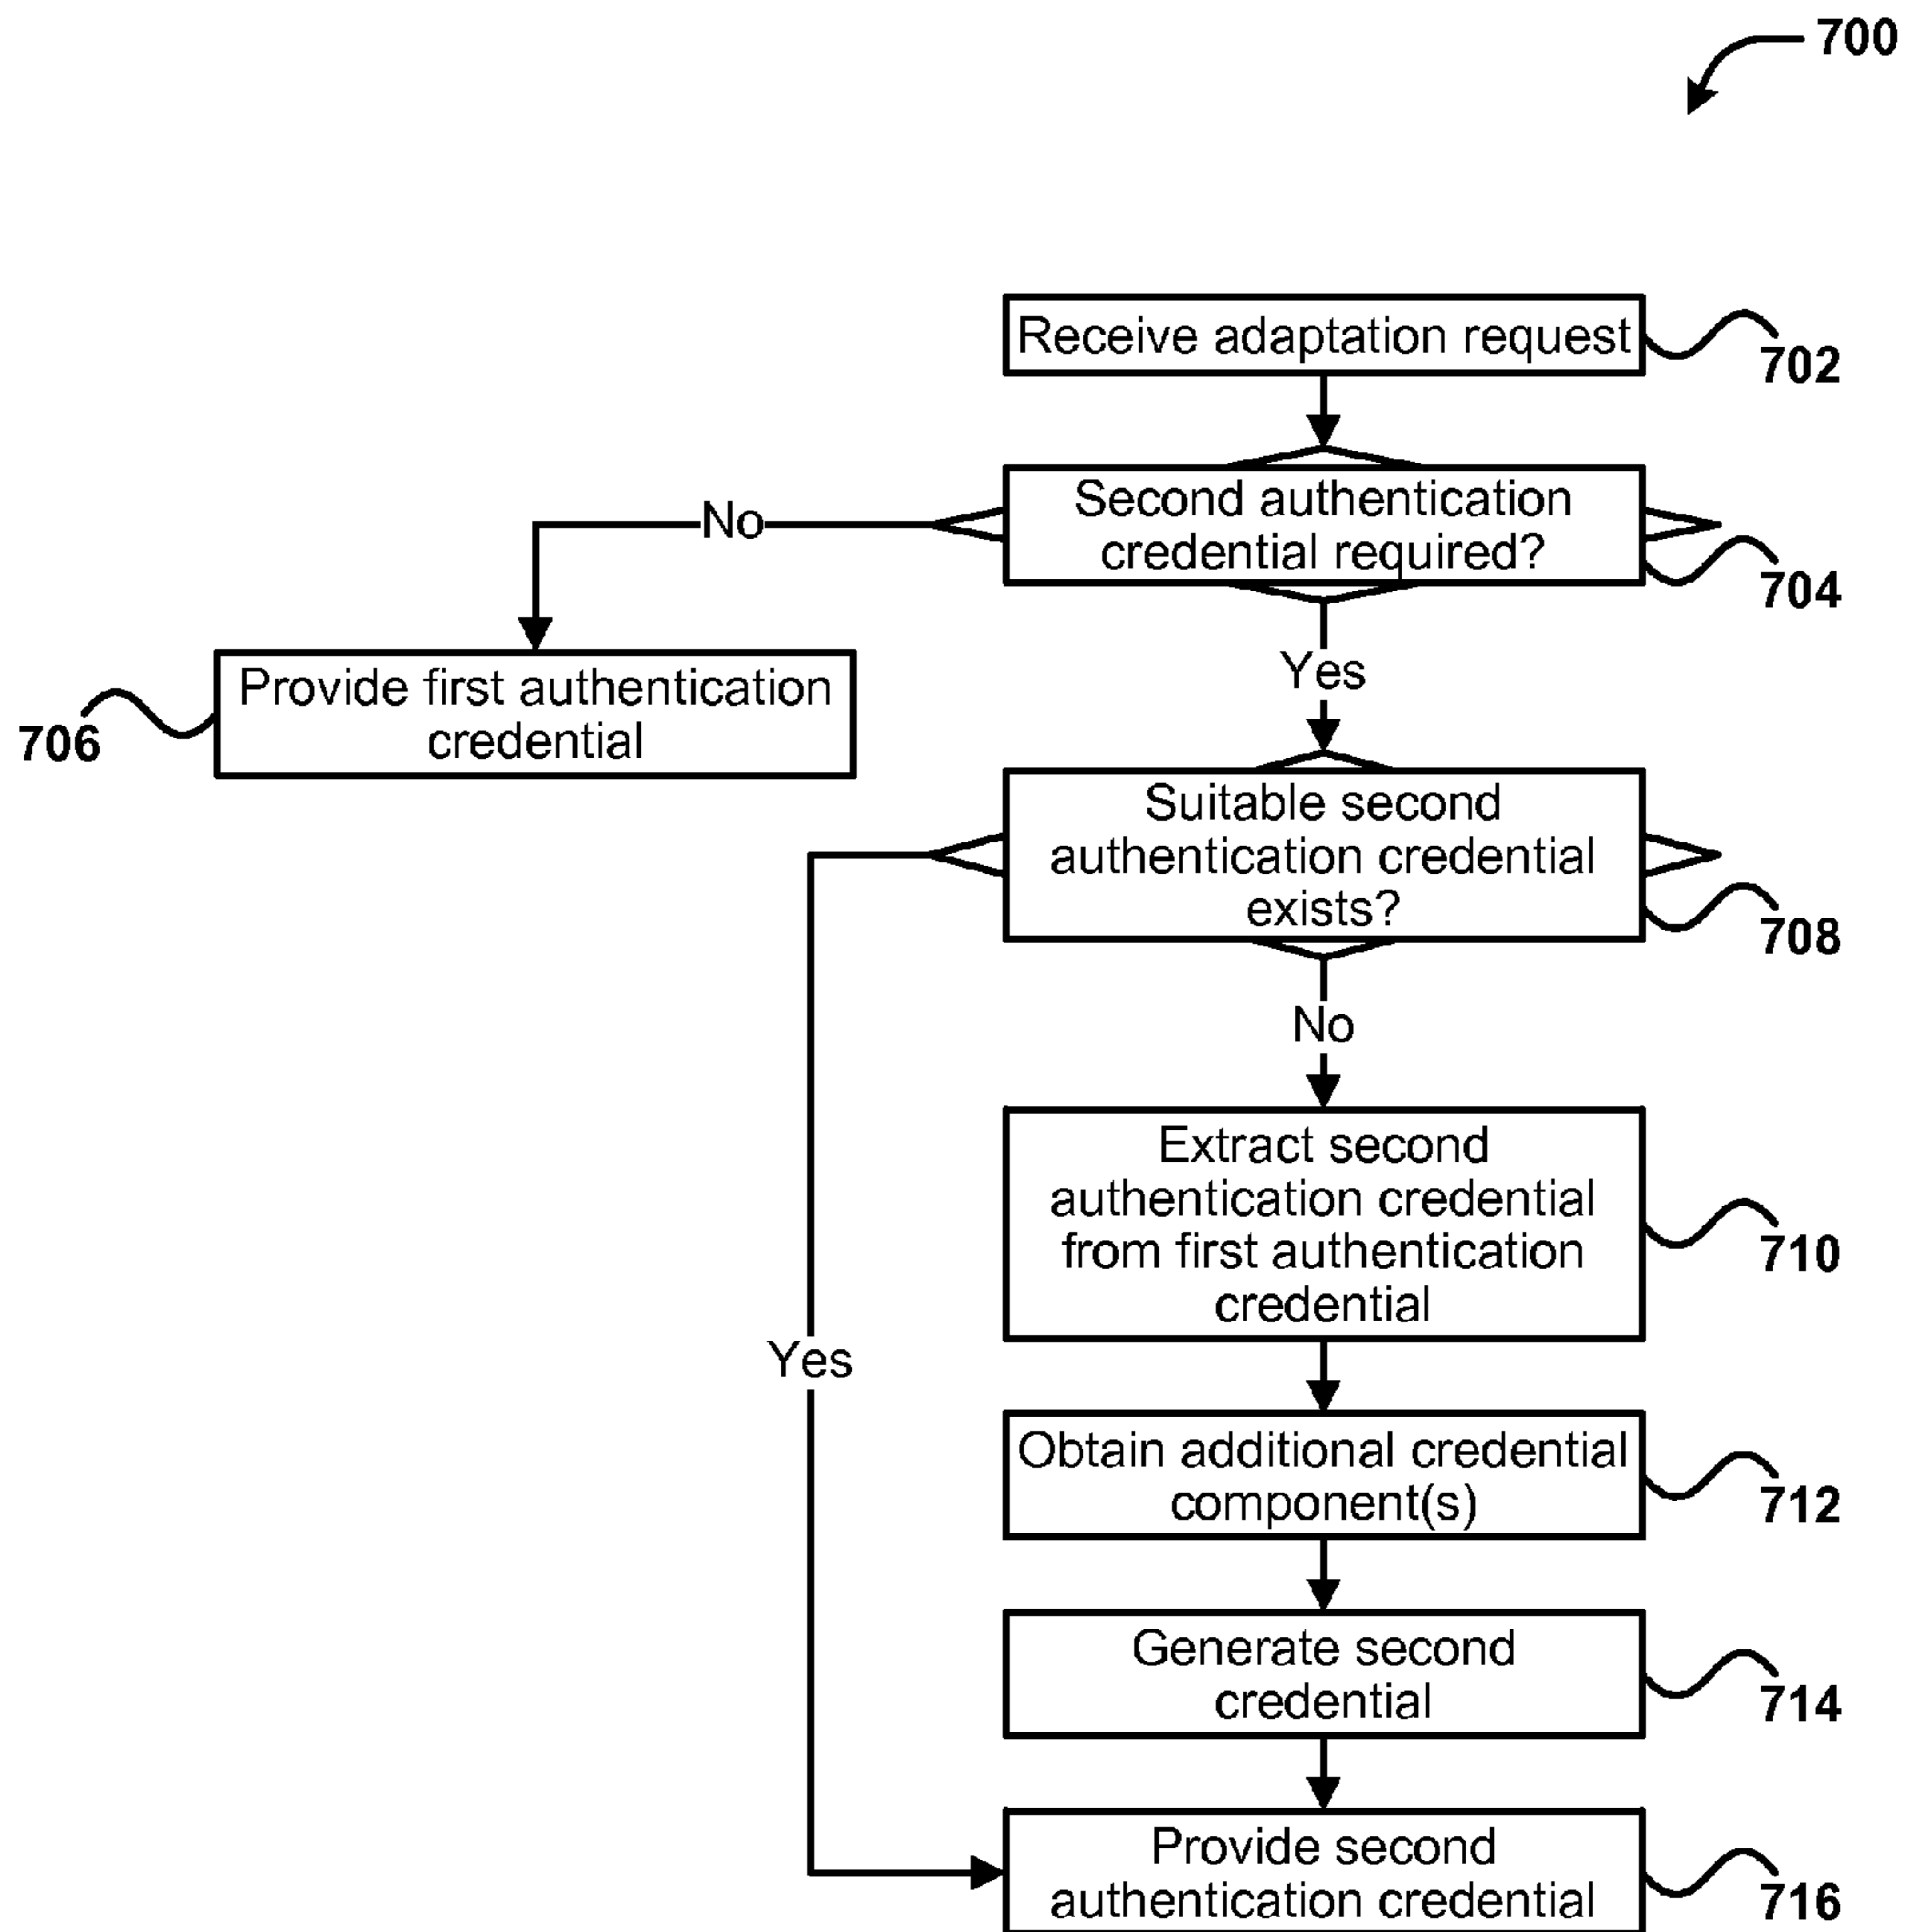 700
Receive adaptation request
702
Second authentication
credential required?
704
No
Yes
Provide first authentication
credential
706
Suitable second
authentication credential
exists?
708
No
Extract second
authentication credential
from first authentication
credential
710
Yes
Obtain additional credential
component(s)
712
Generate second
credential
714
Provide second
authentication credential
716